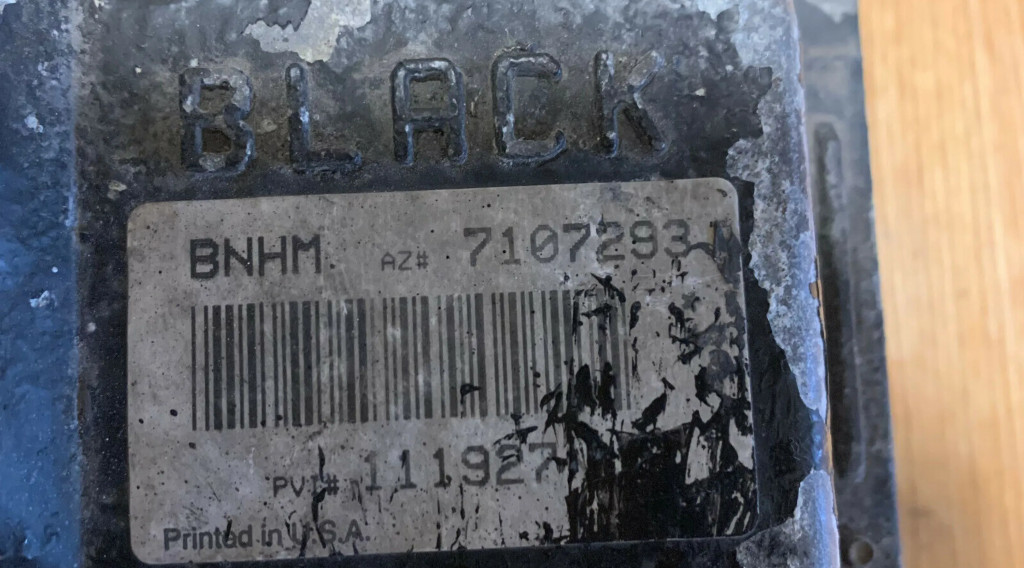 BLACK
BNHM AZ# 7107293
PVI# 111927
Printed in U.S.A.